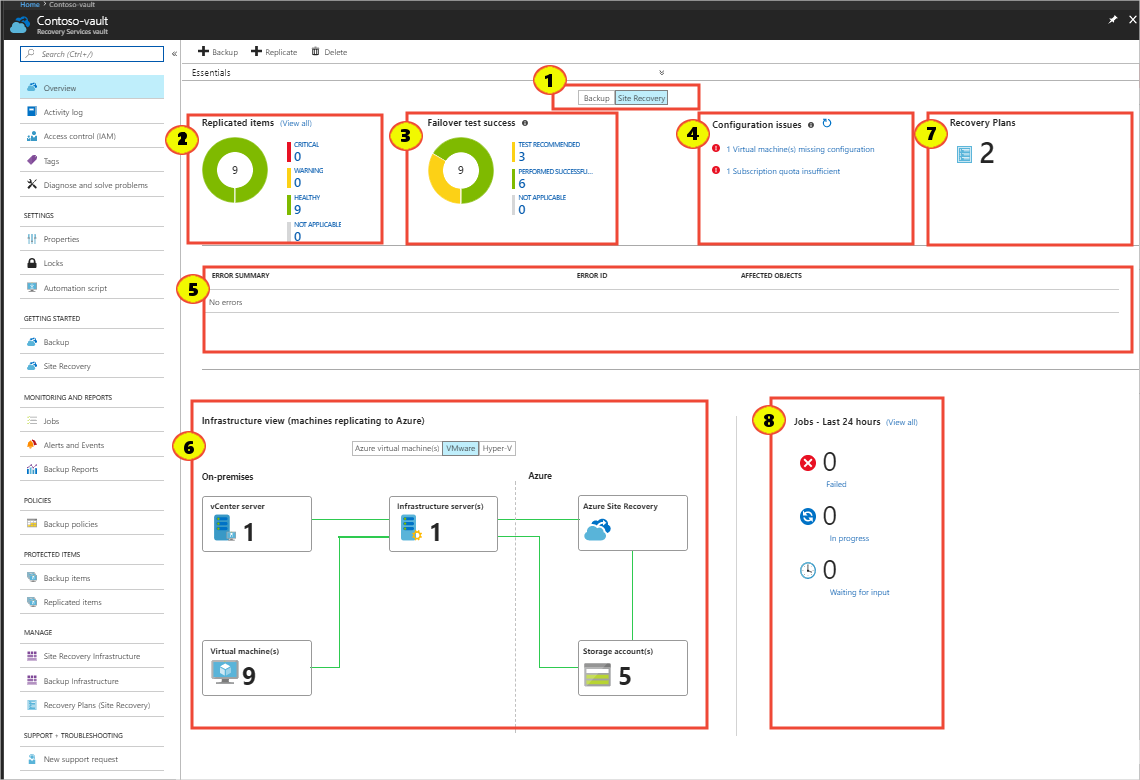 Home > Contoso-vault
Contoso-vault
Recovery Services vault
Search (Ctrl+/)
Overview
Activity log
Access control (IAM)
Tags
Diagnose and solve problems
SETTINGS
Properties
Locks
Automation script
GETTING STARTED
Backup
Site Recovery
MONITORING AND REPORTS
Jobs
Alerts and Events
Backup Reports
POLICIES
Backup policies
PROTECTED ITEMS
Backup items
Replicated items
MANAGE
Site Recovery Infrastructure
Backup Infrastructure
Recovery Plans (Site Recovery)
SUPPORT + TROUBLESHOOTING
New support request
Backup Replicate Delete
Essentials
1
Backup Site Recovery
2
Replicated items (View all)
9
CRITICAL
0
WARNING
0
HEALTHY
9
NOT APPLICABLE
0
3
Failover test success
9
TEST RECOMMENDED
3
PERFORMED SUCCESSFU...
6
NOT APPLICABLE
0
4
Configuration issues
1 Virtual machine(s) missing configuration
1 Subscription quota insufficient
7
Recovery Plans
2
5
ERROR SUMMARY ERROR ID AFFECTED OBJECTS
No errors
6
Infrastructure view (machines replicating to Azure)
Azure virtual machine(s) VMware Hyper-V
On-premises Azure
vCenter server
1
Infrastructure server(s)
1
Azure Site Recovery
Virtual machine(s)
9
Storage account(s)
5
8
Jobs - Last 24 hours (View all)
0
Failed
0
In progress
0
Waiting for input